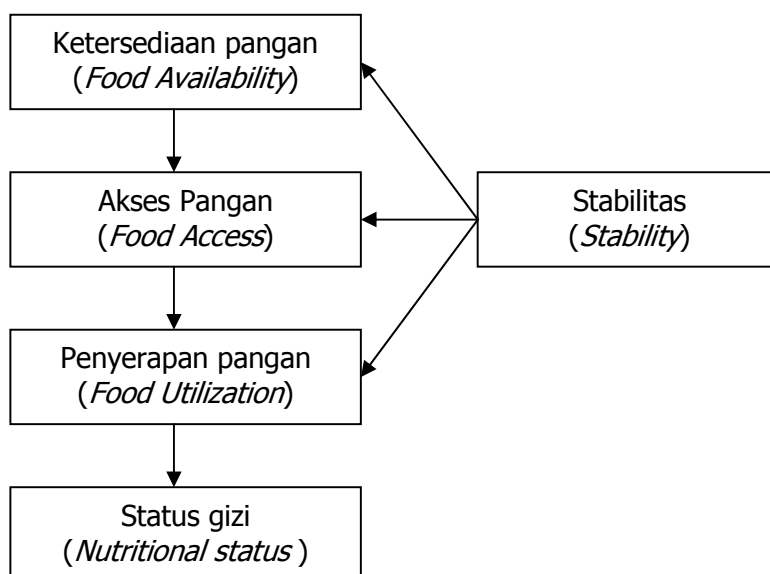 Ketersediaan pangan
(Food Availability)
Akses Pangan
(Food Access)
Stabilitas
(Stability)
Penyerapan pangan
(Food Utilization)
Status gizi
(Nutritional status )